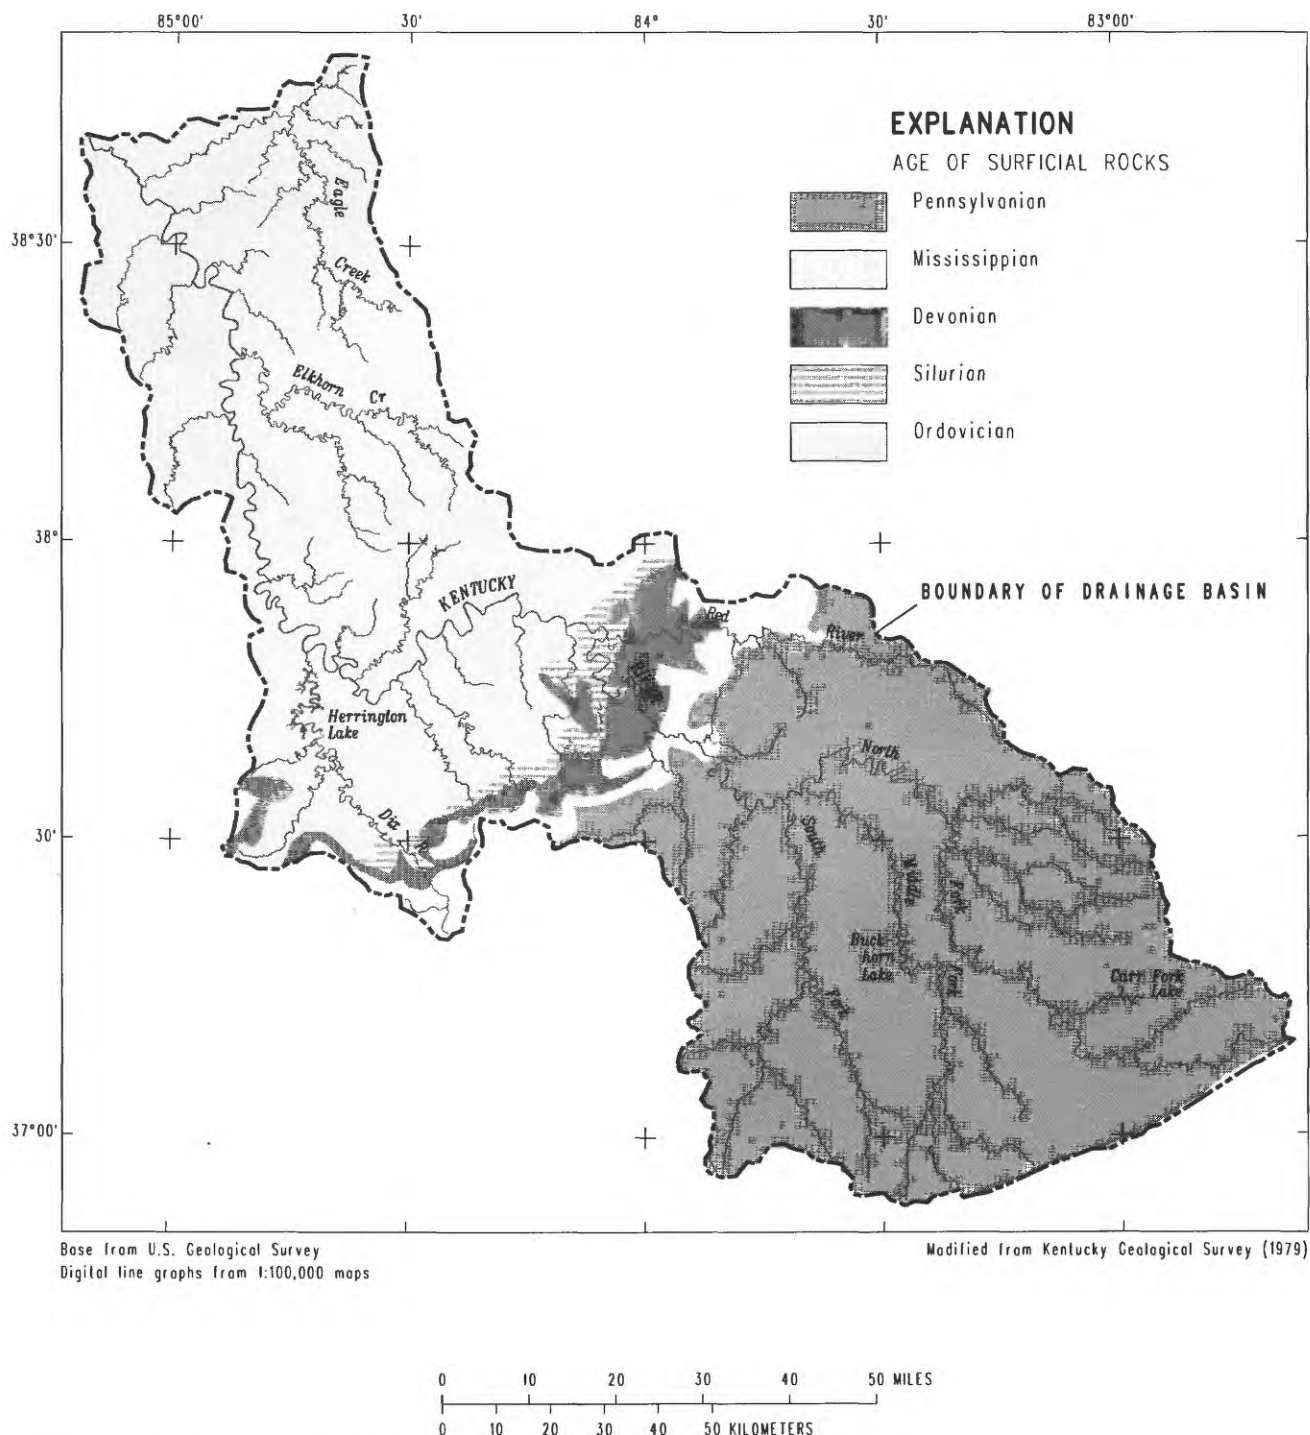 85°00' 30' 84° 30' 83°00'
EXPLANATION
AGE OF SURFICIAL ROCKS
Pennsylvanian
Mississippian
Devonian
Silurian
Ordovician
38°30'
Eagle
Creek
Elkhorn
Cr
38°
KENTUCKY
BOUNDARY OF DRAINAGE BASIN
Red
River
Herrington
Lake
North
Dix
30'
South
Middle
Fork
Buck
horn
Lake
Fork
Fork
Carr Fork
Lake
37°00'
Base from U.S. Geological Survey
Digital line graphs from 1:100,000 maps
Modified from Kentucky Geological Survey (1979)
0 10 20 30 40 50 MILES
0 10 20 30 40 50 KILOMETERS